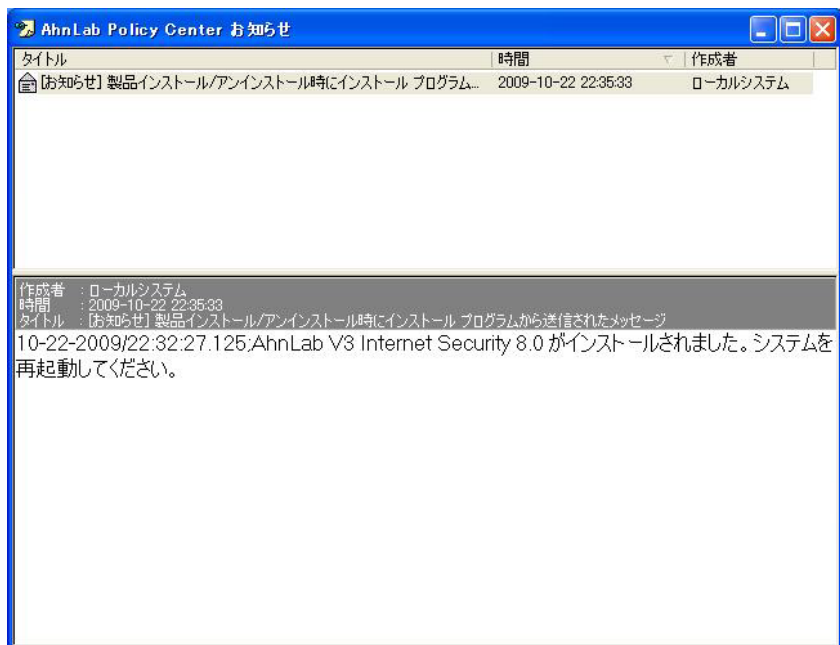 AhnLab Policy Center お知らせ
タイトル 時間 作成者
[お知らせ] 製品インストール/アンインストール時にインストール プログラム... 2009-10-22 22:35:33 ローカルシステム
作成者 : ローカルシステム
時間 : 2009-10-22 22:35:33
タイトル : [お知らせ] 製品インストール/アンインストール時にインストール プログラムから送信されたメッセージ
10-22-2009/22:32:27.125;AhnLab V3 Internet Security 8.0 がインストールされました。システムを
再起動してください。